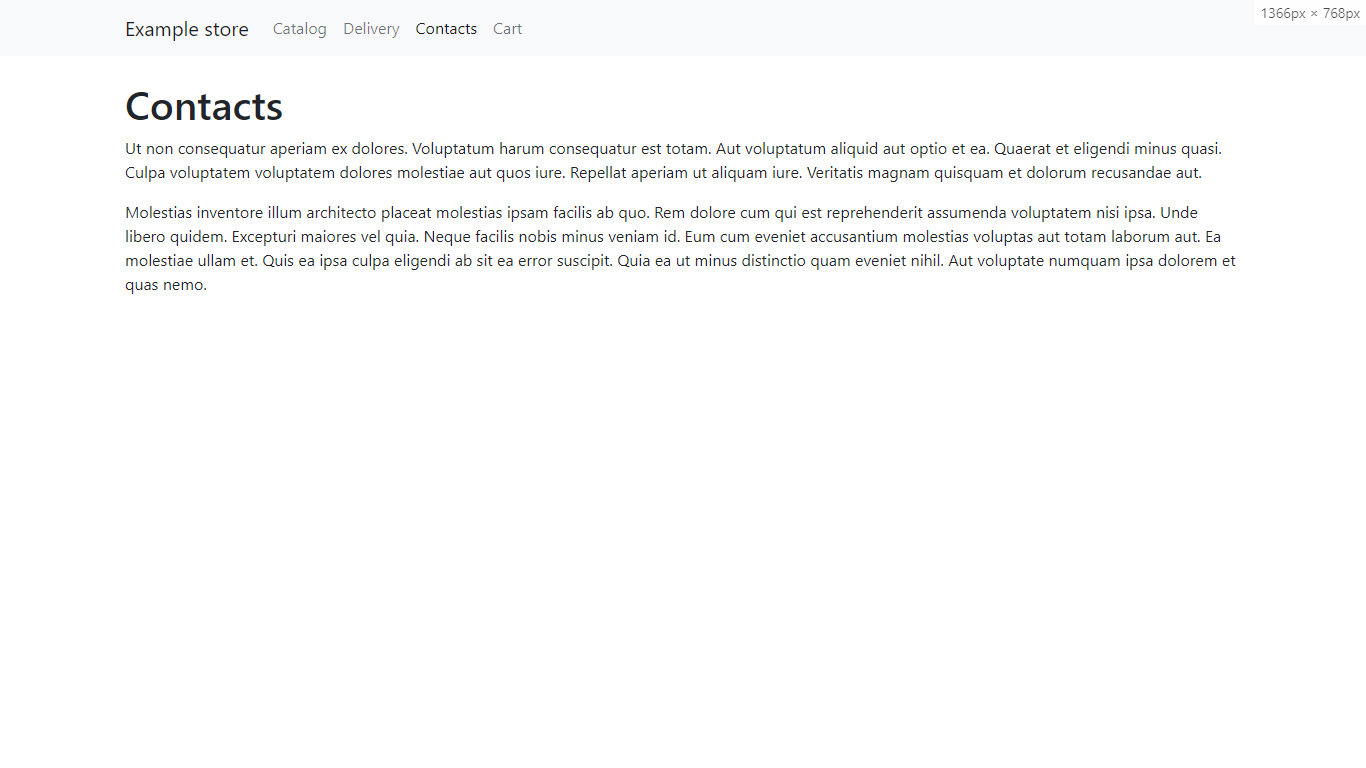 Example store Catalog Delivery Contacts Cart
1366px × 768px
Contacts
Ut non consequatur aperiam ex dolores. Voluptatum harum consequatur est totam. Aut voluptatum aliquid aut optio et ea. Quaerat et eligendi minus quasi.
Culpa voluptatem voluptatem dolores molestiae aut quos iure. Repellat aperiam ut aliquam iure. Veritatis magnam quisquam et dolorum recusandae aut.
Molestias inventore illum architecto placeat molestias ipsam facilis ab quo. Rem dolore cum qui est reprehenderit assumenda voluptatem nisi ipsa. Unde
libero quidem. Excepturi maiores vel quia. Neque facilis nobis minus veniam id. Eum cum eveniet accusantium molestias voluptas aut totam laborum aut. Ea
molestiae ullam et. Quis ea ipsa culpa eligendi ab sit ea error suscipit. Quia ea ut minus distinctio quam eveniet nihil. Aut voluptate numquam ipsa dolorem et
quas nemo.